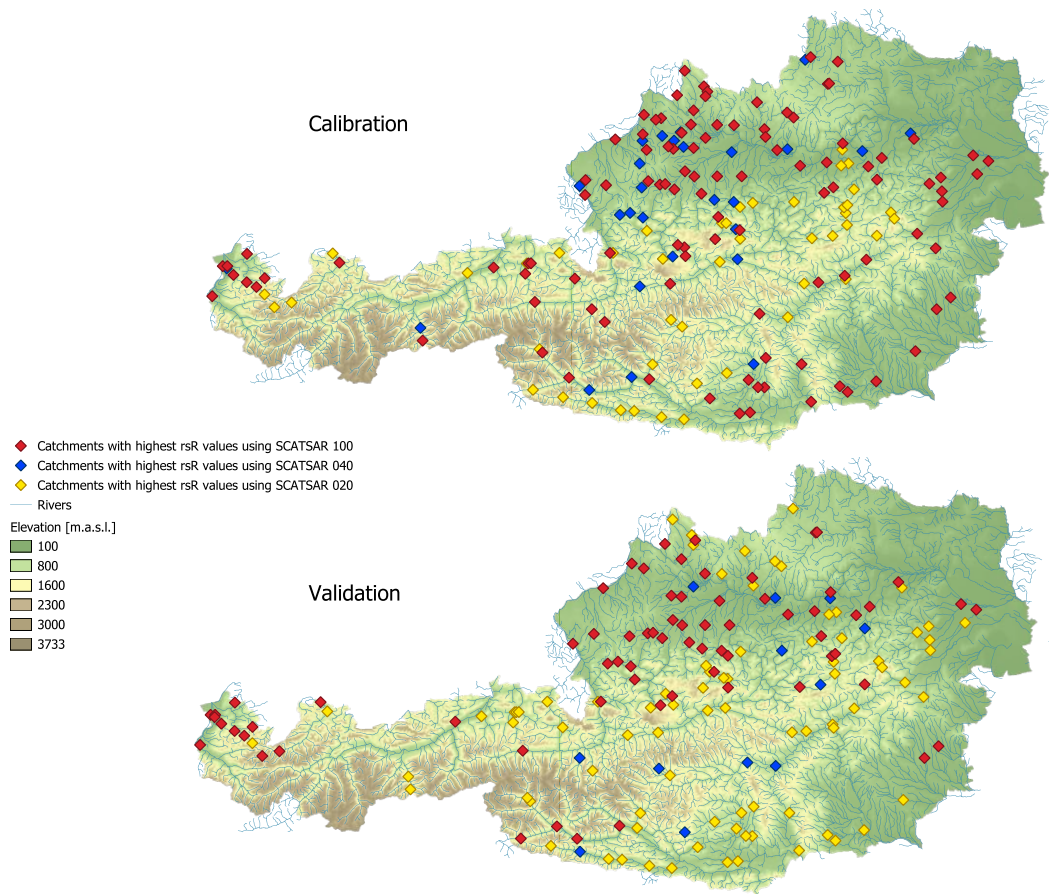 Calibration
Catchments with highest rsR values using SCATSAR 100
Catchments with highest rsR values using SCATSAR 040
Catchments with highest rsR values using SCATSAR 020
Rivers
Elevation [m.a.s.l.]
100
800
1600
2300
3000
3733
Validation